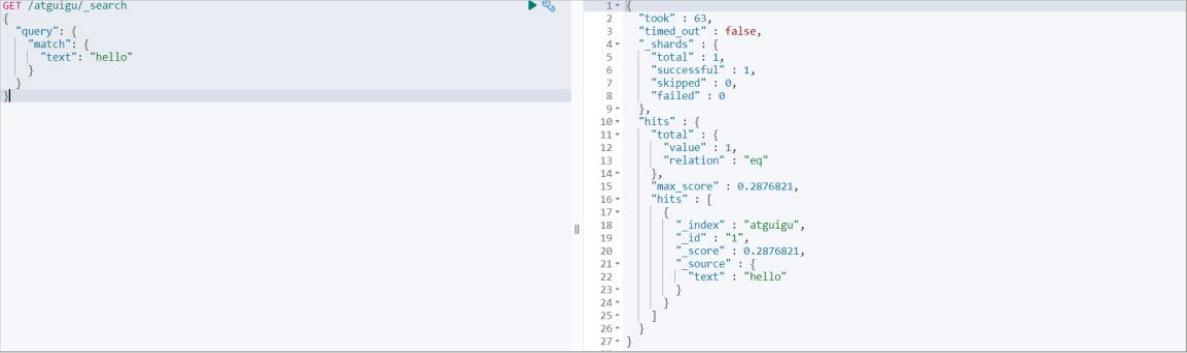 GET /atguigu/_search
{
  "query": {
    "match": {
      "text": "hello"
    }
  }
}
1 {
2   "took" : 63,
3   "timed_out" : false,
4   "_shards" : {
5     "total" : 1,
6     "successful" : 1,
7     "skipped" : 0,
8     "failed" : 0
9   },
10   "hits" : {
11     "total" : {
12       "value" : 1,
13       "relation" : "eq"
14     },
15     "max_score" : 0.2876821,
16     "hits" : [
17       {
18         "_index" : "atguigu",
19         "_id" : "1",
20         "_score" : 0.2876821,
21         "_source" : {
22           "text" : "hello"
23         }
24       }
25     ]
26   }
27 }